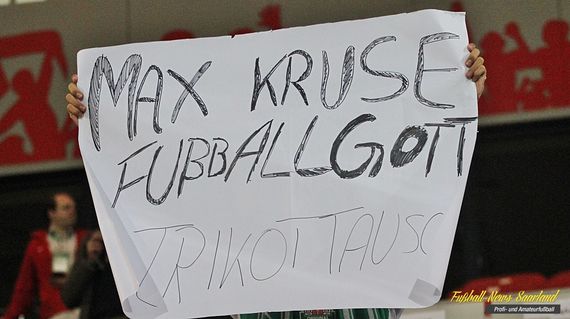 MAX KRUSE
FUßBALLGOTT
TRIKOTTAUSC
Fußball-News Saarland
Profi- und Amateurfußball